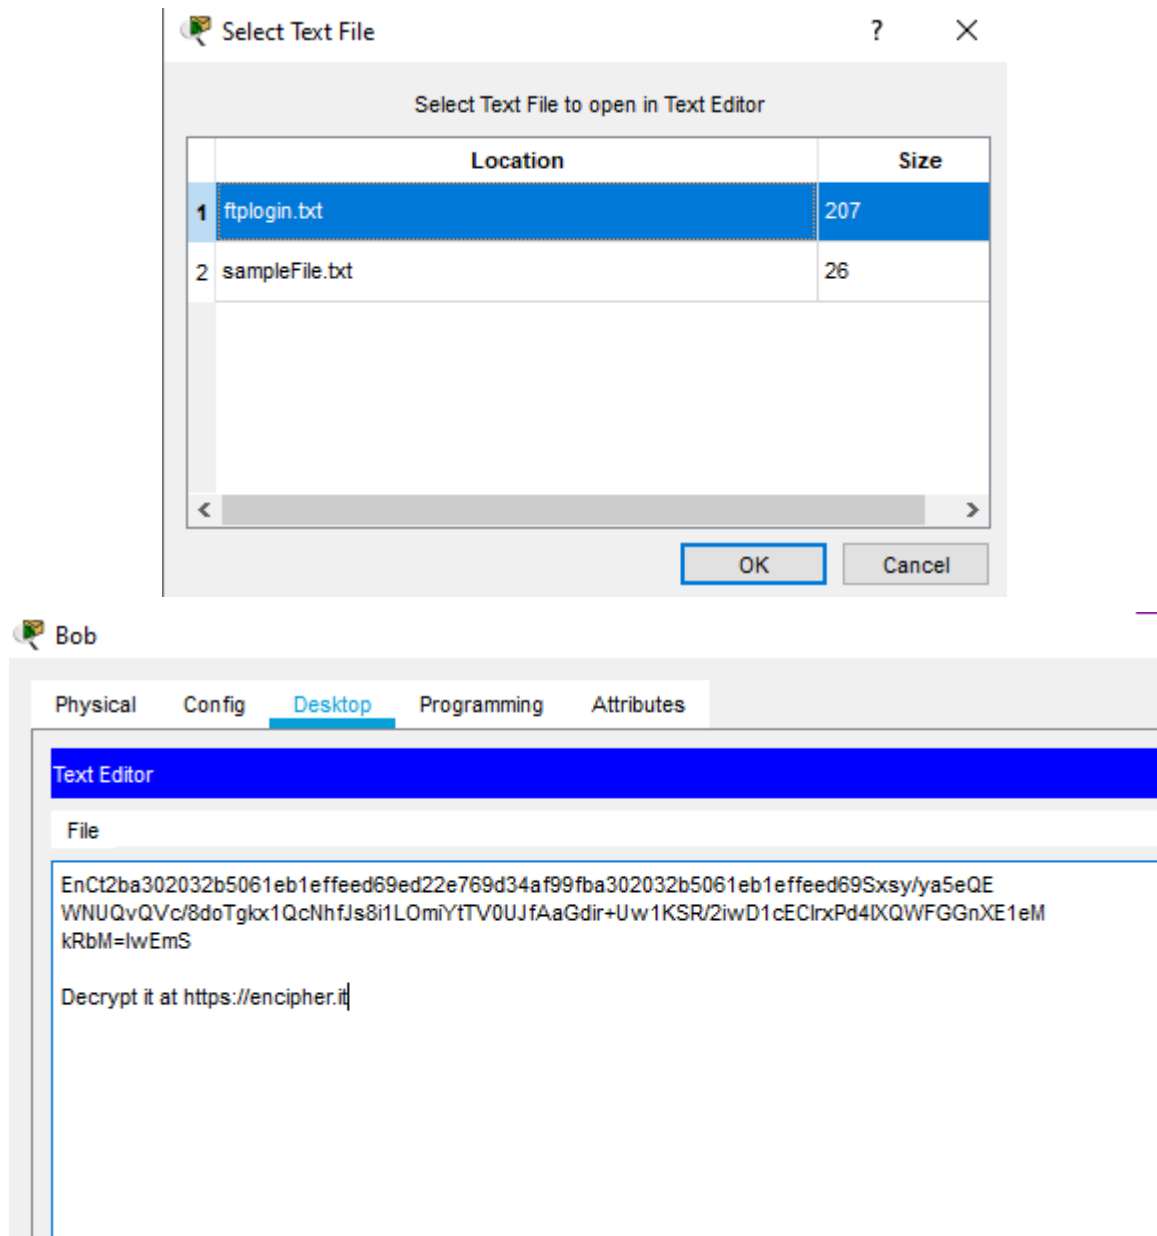 Select Text File
?
Select Text File to open in Text Editor
Location Size
1 ftplogin.txt 207
2 sampleFile.txt 26
OK Cancel
Bob
Physical Config Desktop Programming Attributes
Text Editor
File
EnCt2ba302032b5061eb1effeed69ed22e769d34af99fba302032b5061eb1effeed69Sxsy/ya5eQE
WNUQvQVc/8doTgkx1QcNhfJs8i1LOmiYtTV0UJfAaGdir+Uw1KSR/2iwD1cECIrxPd4IXQWFGGnXE1eM
kRbM=IwEmS
Decrypt it at https://encipher.it